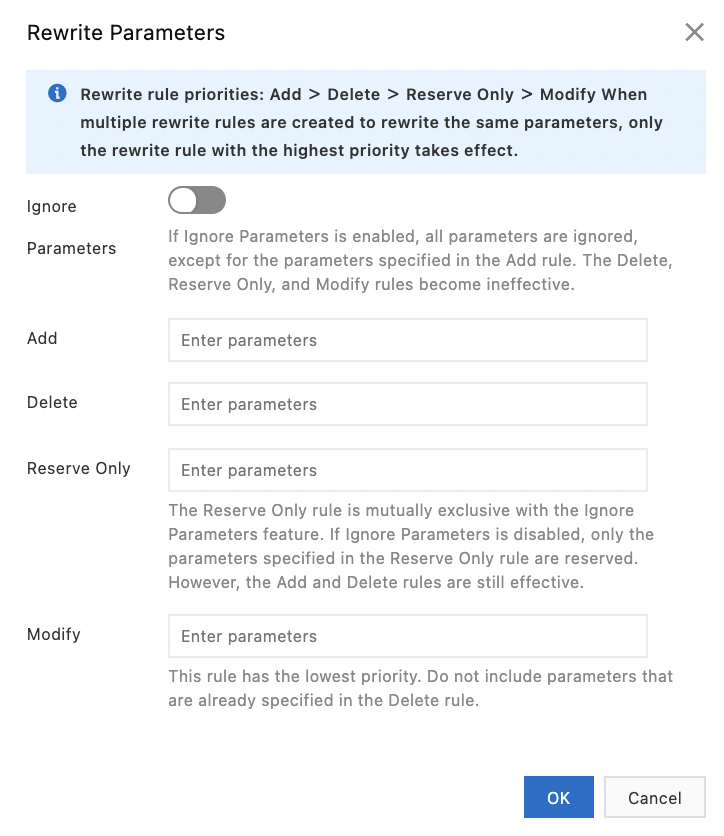 Rewrite Parameters
Rewrite rule priorities: Add > Delete > Reserve Only > Modify When
multiple rewrite rules are created to rewrite the same parameters, only
the rewrite rule with the highest priority takes effect.
Ignore
Parameters
If Ignore Parameters is enabled, all parameters are ignored,
except for the parameters specified in the Add rule. The Delete,
Reserve Only, and Modify rules become ineffective.
Add
Enter parameters
Delete
Enter parameters
Reserve Only
Enter parameters
The Reserve Only rule is mutually exclusive with the Ignore
Parameters feature. If Ignore Parameters is disabled, only the
parameters specified in the Reserve Only rule are reserved.
However, the Add and Delete rules are still effective.
Modify
Enter parameters
This rule has the lowest priority. Do not include parameters that
are already specified in the Delete rule.
OK
Cancel